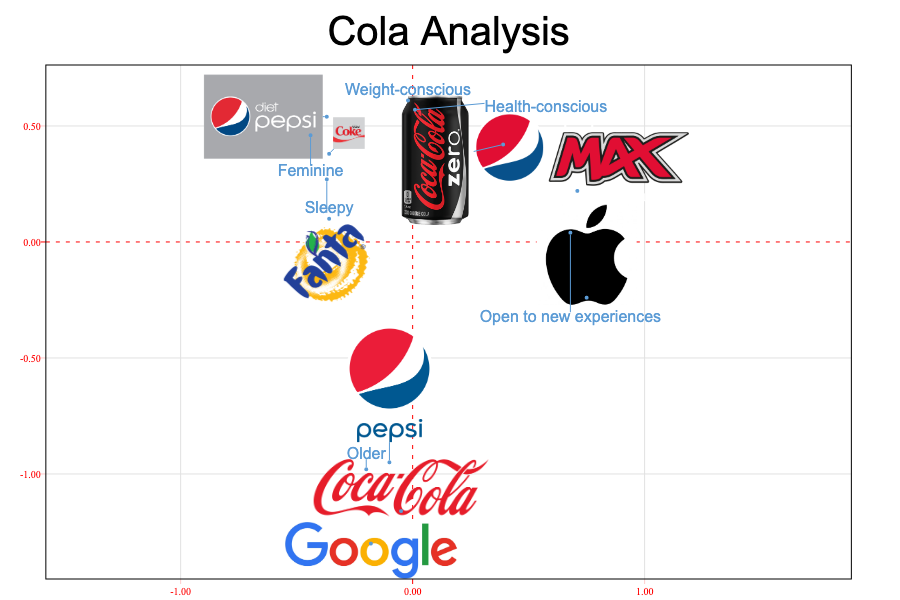 Cola Analysis
Weight-conscious
Health-conscious
diet
pepsi
Coke
Coca-Cola
zero
MAX
0.50
Feminine
Sleepy
0.00
Fanta
Open to new experiences
-0.50
pepsi
Older
-1.00
Coca-Cola
Google
-1.00
0.00
1.00